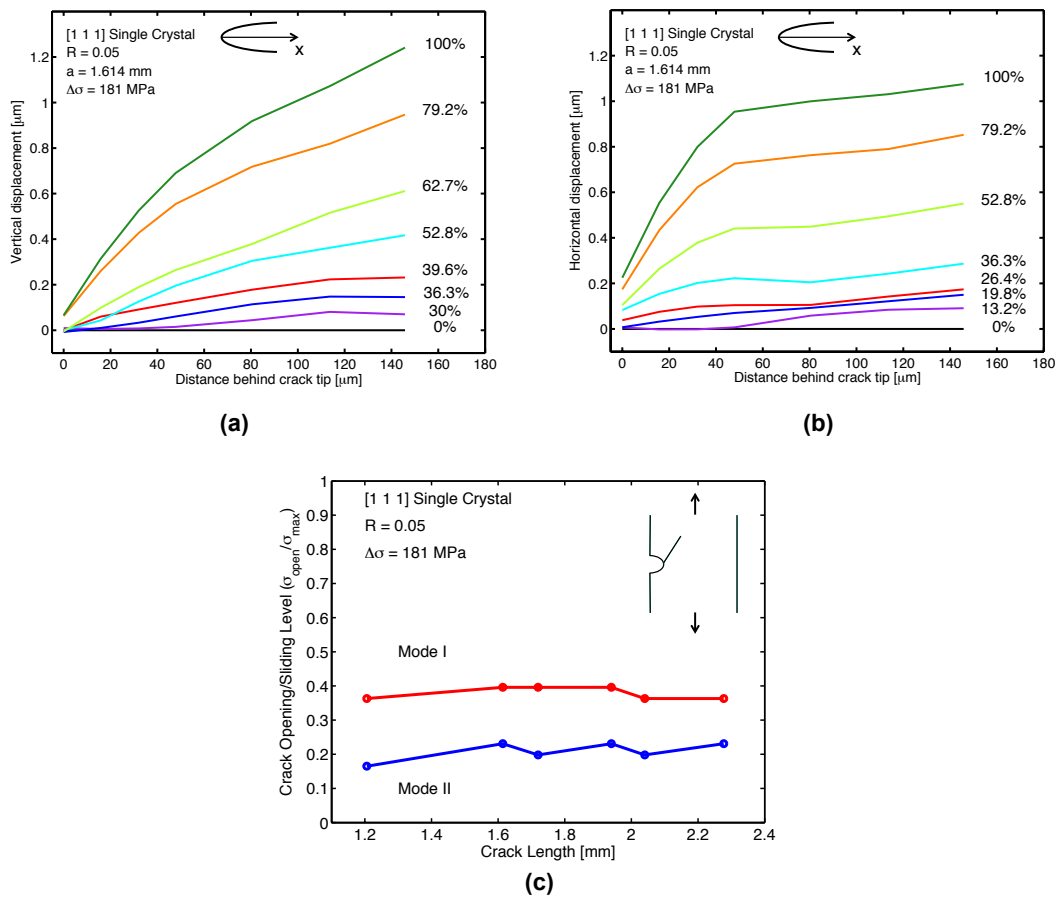 [1 1 1] Single Crystal
R = 0.05
a = 1.614 mm
Δσ = 181 MPa
x
100%
79.2%
62.7%
52.8%
39.6%
36.3%
30%
0%
1.2
1
0.8
0.6
0.4
0.2
0
Vertical displacement [μm]
0 20 40 60 80 100 120 140 160 180
Distance behind crack tip [μm]
(a)
[1 1 1] Single Crystal
R = 0.05
a = 1.614 mm
Δσ = 181 MPa
x
100%
79.2%
52.8%
36.3%
26.4%
19.8%
13.2%
0%
1.2
1
0.8
0.6
0.4
0.2
0
Horizontal displacement [μm]
0 20 40 60 80 100 120 140 160 180
Distance behind crack tip [μm]
(b)
[1 1 1] Single Crystal
R = 0.05
Δσ = 181 MPa
Mode I
Mode II
1
0.9
0.8
0.7
0.6
0.5
0.4
0.3
0.2
0.1
0
Crack Opening/Sliding Level (σopen/σmax)
1.2 1.4 1.6 1.8 2 2.2 2.4
Crack Length [mm]
(c)